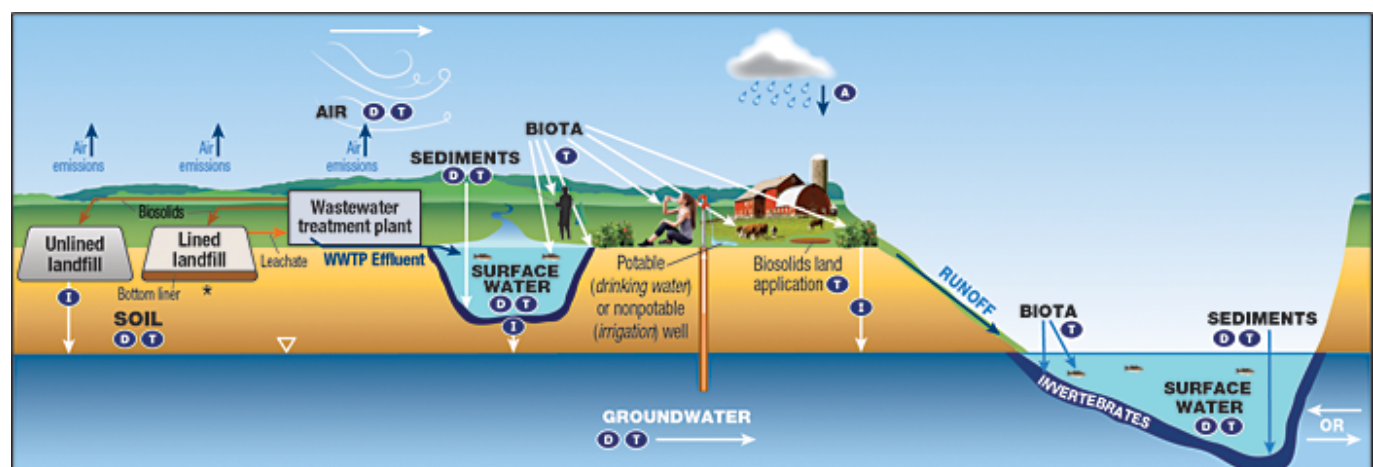 AIR D T
A
BIOTA
T
SEDIMENTS
D T
Air
emissions
Air
emissions
Air
emissions
Biosolids
Wastewater
treatment plant
Unlined
landfill
Lined
landfill
Leachate
WWTP Effluent
Bottom liner
*
I
SOIL
D T
SURFACE
WATER
D T
I
Potable
(drinking water)
or nonpotable
(irrigation) well
Biosolids land
application T
I
RUNOFF
BIOTA
T
SEDIMENTS
D T
INVERTEBRATES
SURFACE
WATER
D T
OR
GROUNDWATER
D T